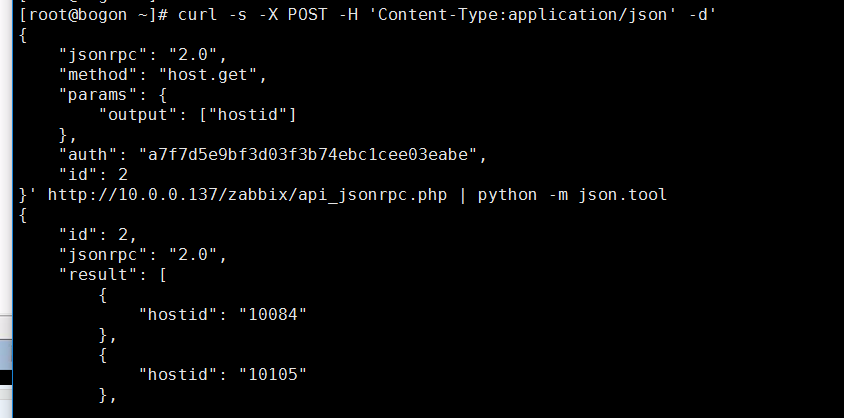 [root@bogon ~]# curl -s -X POST -H 'Content-Type:application/json' -d'
{
    "jsonrpc": "2.0",
    "method": "host.get",
    "params": {
        "output": ["hostid"]
    },
    "auth": "a7f7d5e9bf3d03f3b74ebc1cee03eabe",
    "id": 2
}' http://10.0.0.137/zabbix/api_jsonrpc.php | python -m json.tool
{
    "id": 2,
    "jsonrpc": "2.0",
    "result": [
        {
            "hostid": "10084"
        },
        {
            "hostid": "10105"
        },